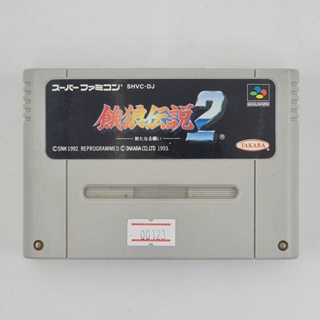 スーパーファミコン SHVC-DJ
餓狼伝説2
新たなる闘い
©SNK 1992 REPROGRAMMED ©TAKARA CO.,LTD 1993.
TAKARA
00123